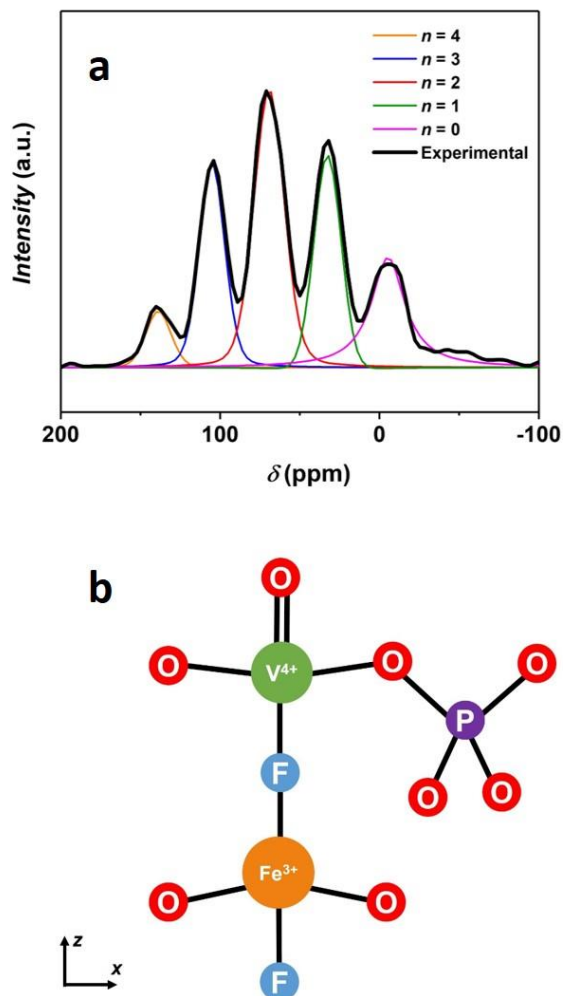 a
n = 4
n = 3
n = 2
n = 1
n = 0
Experimental
Intensity (a.u.)
200 100 0 -100
δ (ppm)
b
O
O V⁴⁺ O O
P
F
O O
Fe³⁺
O O
z
x
F